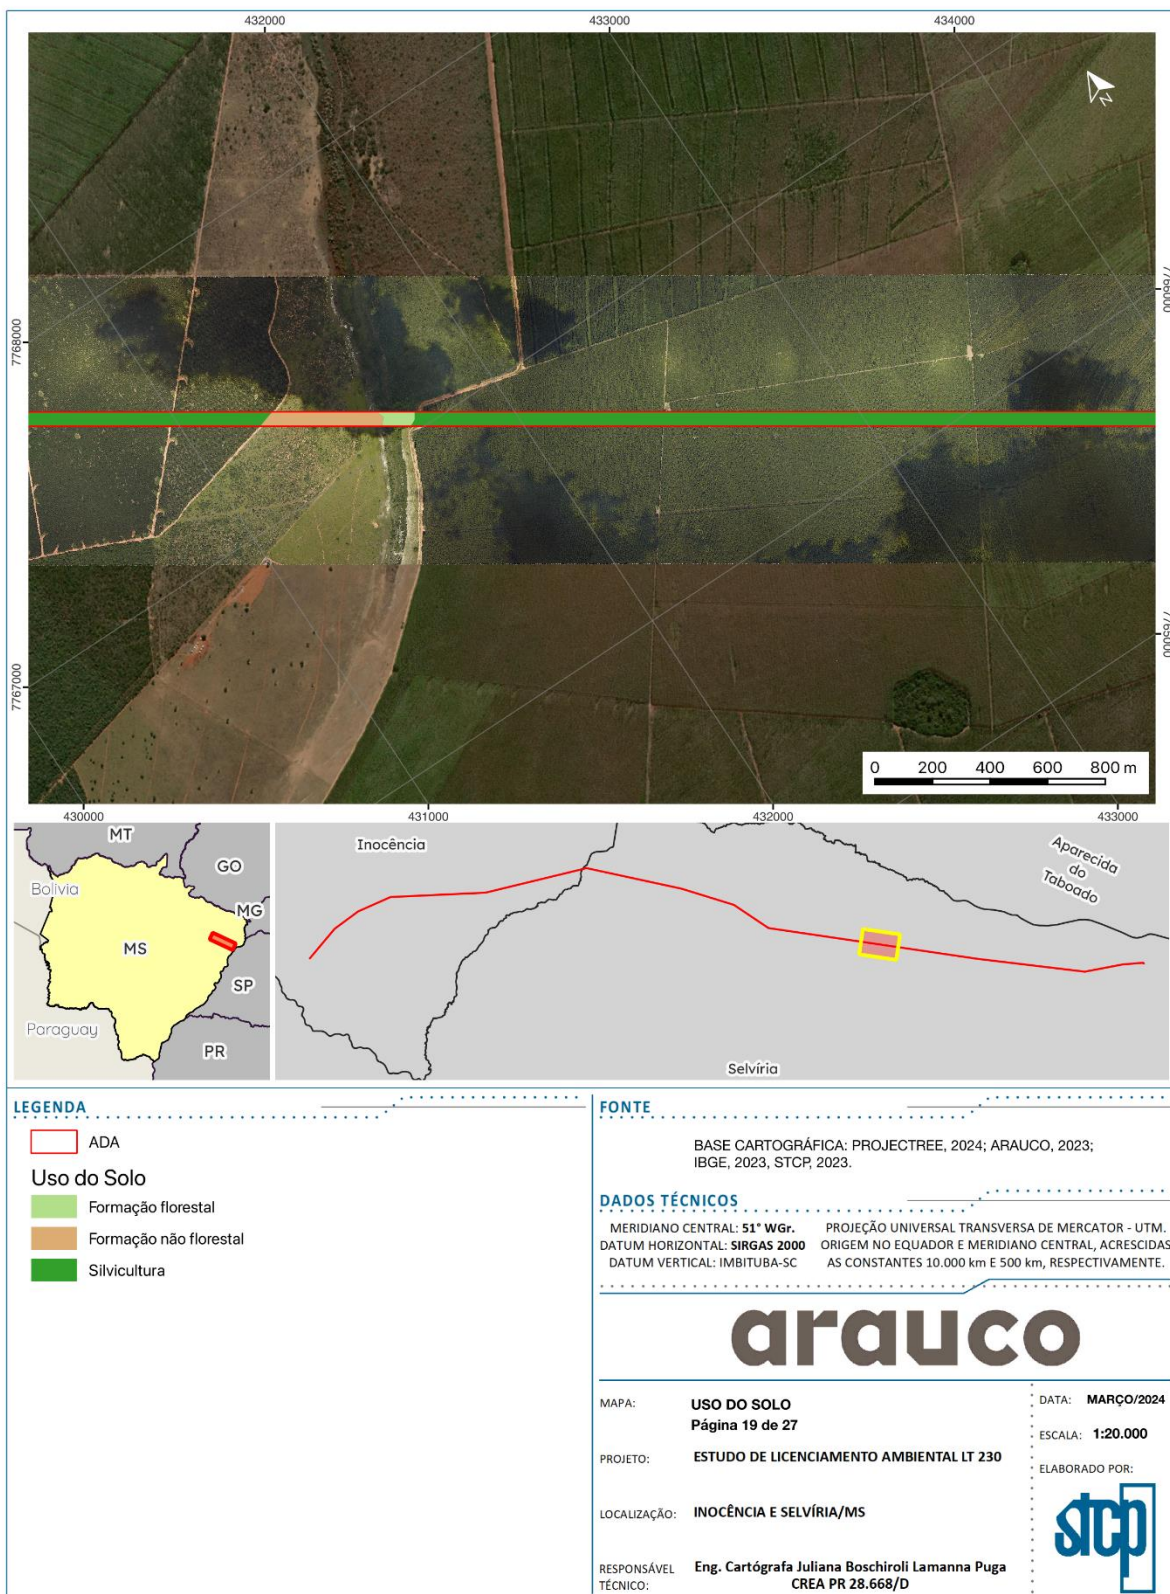 432000 433000 434000
N
7768000
7767000
430000 431000 432000 433000
0 200 400 600 800 m
MT
GO
Bolivia
MG
MS
SP
Paraguay
PR
Inocência
Aparecida
do
Taboado
Selvíria
LEGENDA
ADA
Uso do Solo
Formação florestal
Formação não florestal
Silvicultura
FONTE
BASE CARTOGRÁFICA: PROJECTREE, 2024; ARAUCO, 2023;
IBGE, 2023, STCP, 2023.
DADOS TÉCNICOS
MERIDIANO CENTRAL: 51° WGr.
DATUM HORIZONTAL: SIRGAS 2000
DATUM VERTICAL: IMBITUBA-SC
PROJEÇÃO UNIVERSAL TRANSVERSA DE MERCATOR - UTM.
ORIGEM NO EQUADOR E MERIDIANO CENTRAL, ACRESCIDAS
AS CONSTANTES 10.000 km E 500 km, RESPECTIVAMENTE.
arauco
MAPA: USO DO SOLO
Página 19 de 27
PROJETO: ESTUDO DE LICENCIAMENTO AMBIENTAL LT 230
LOCALIZAÇÃO: INOCÊNCIA E SELVÍRIA/MS
RESPONSÁVEL
TÉCNICO:
Eng. Cartógrafa Juliana Boschiroli Lamanna Puga
CREA PR 28.668/D
DATA: MARÇO/2024
ESCALA: 1:20.000
ELABORADO POR:
stcp